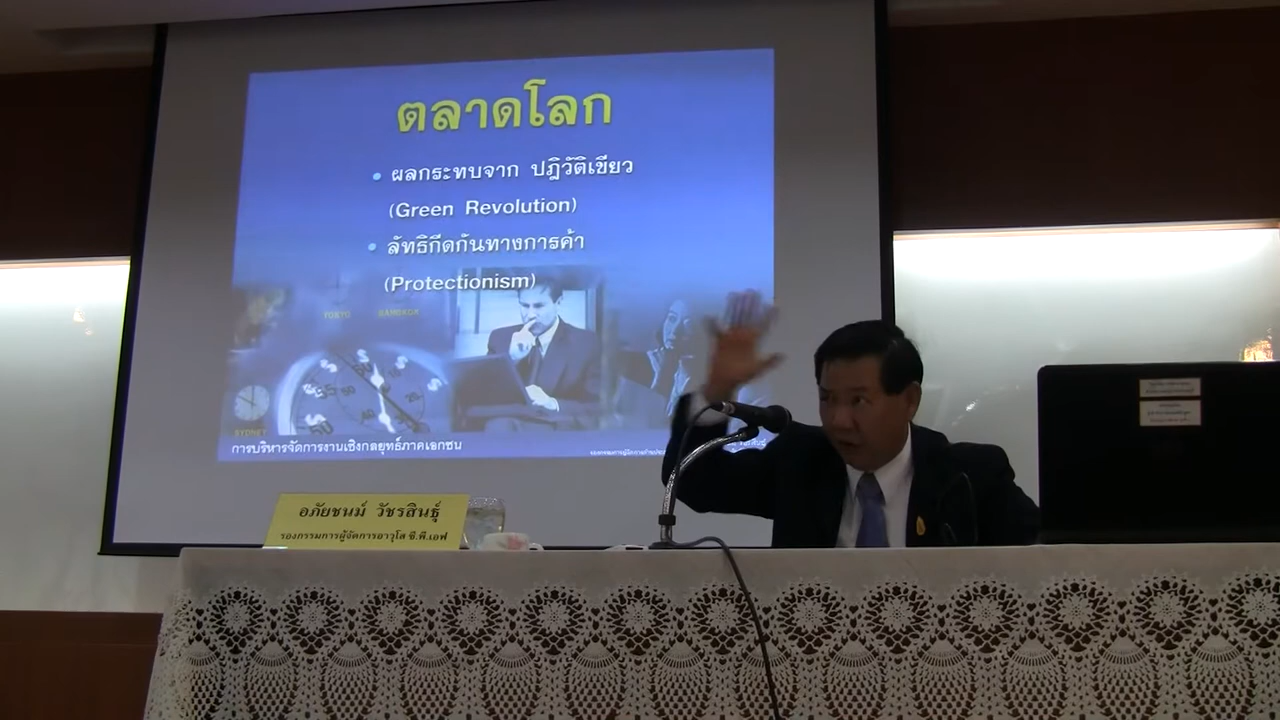 ตลาดโลก
• ผลกระทบจาก ปฎิวัติเขียว
(Green Revolution)
• ลัทธิกีดกันทางการค้า
(Protectionism)
TOKYO BANGKOK
SYDNEY
การบริหารจัดการงานเชิงกลยุทธ์ภาคเอกชน
อภัยชนม์ วัชรสินธุ์
รองกรรมการผู้จัดการอาวุโส ซี.พี.เอฟ